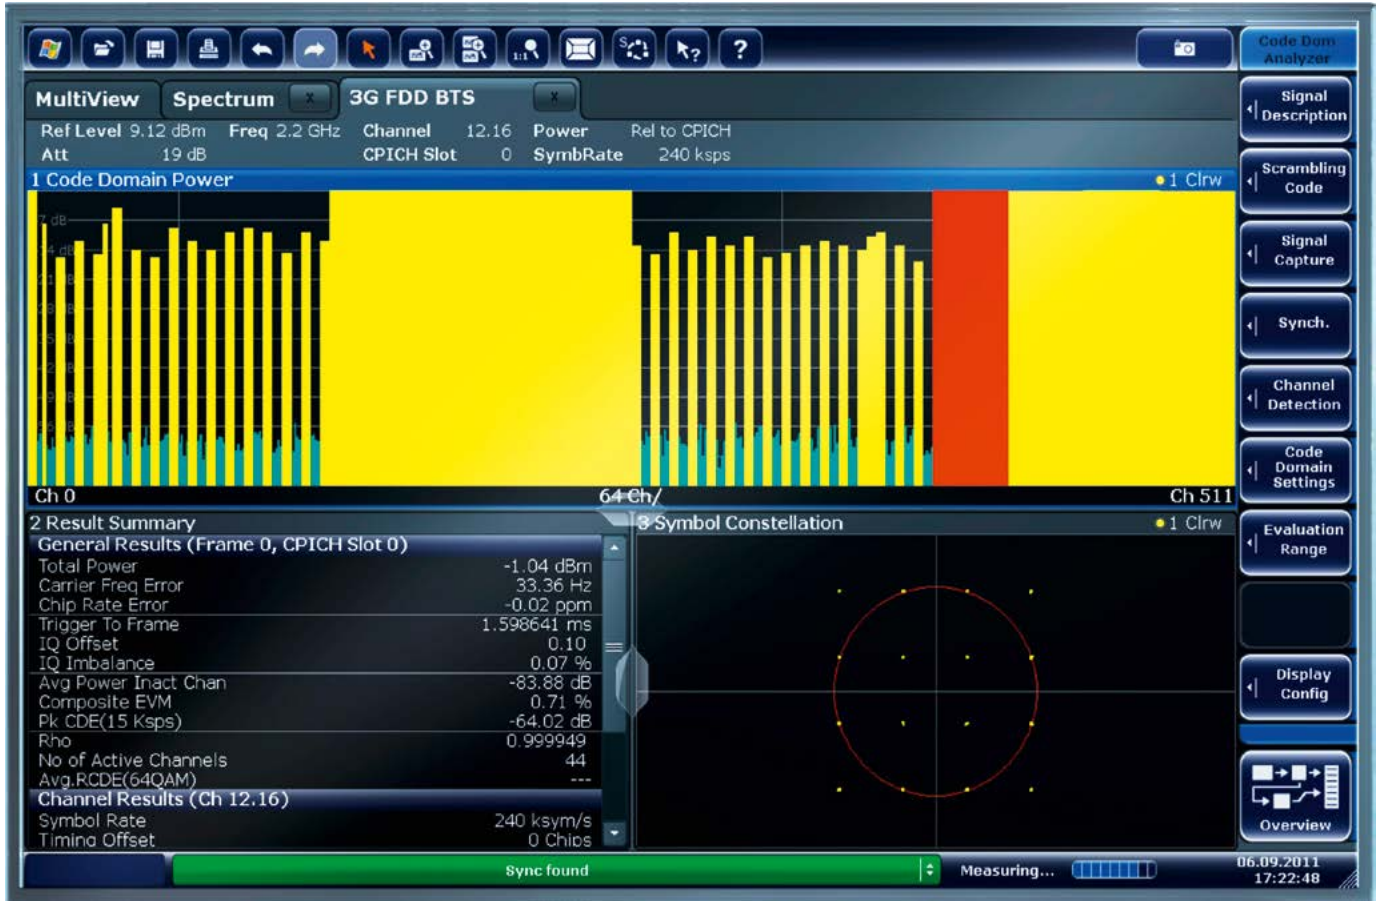 Code Dom
Analyzer
MultiView Spectrum x 3G FDD BTS x
Ref Level 9.12 dBm Freq 2.2 GHz Channel 12.16 Power Rel to CPICH
Att 19 dB CPICH Slot 0 SymbRate 240 ksps
1 Code Domain Power 1 Clrw
7 dB
Ch 0 64 Ch/ Ch 511
2 Result Summary
General Results (Frame 0, CPICH Slot 0)
Total Power -1.04 dBm
Carrier Freq Error 33.36 Hz
Chip Rate Error -0.02 ppm
Trigger To Frame 1.598641 ms
IQ Offset 0.10
IQ Imbalance 0.07 %
Avg Power Inact Chan -83.88 dB
Composite EVM 0.71 %
Pk CDE(15 Ksps) -64.02 dB
Rho 0.999949
No of Active Channels 44
Avg.RCDE(64QAM) ---
Channel Results (Ch 12.16)
Symbol Rate 240 ksym/s
Timing Offset 0 Chips
3 Symbol Constellation 1 Clrw
Signal
Description
Scrambling
Code
Signal
Capture
Synch.
Channel
Detection
Code
Domain
Settings
Evaluation
Range
Display
Config
Overview
Sync found Measuring... 06.09.2011
17:22:48